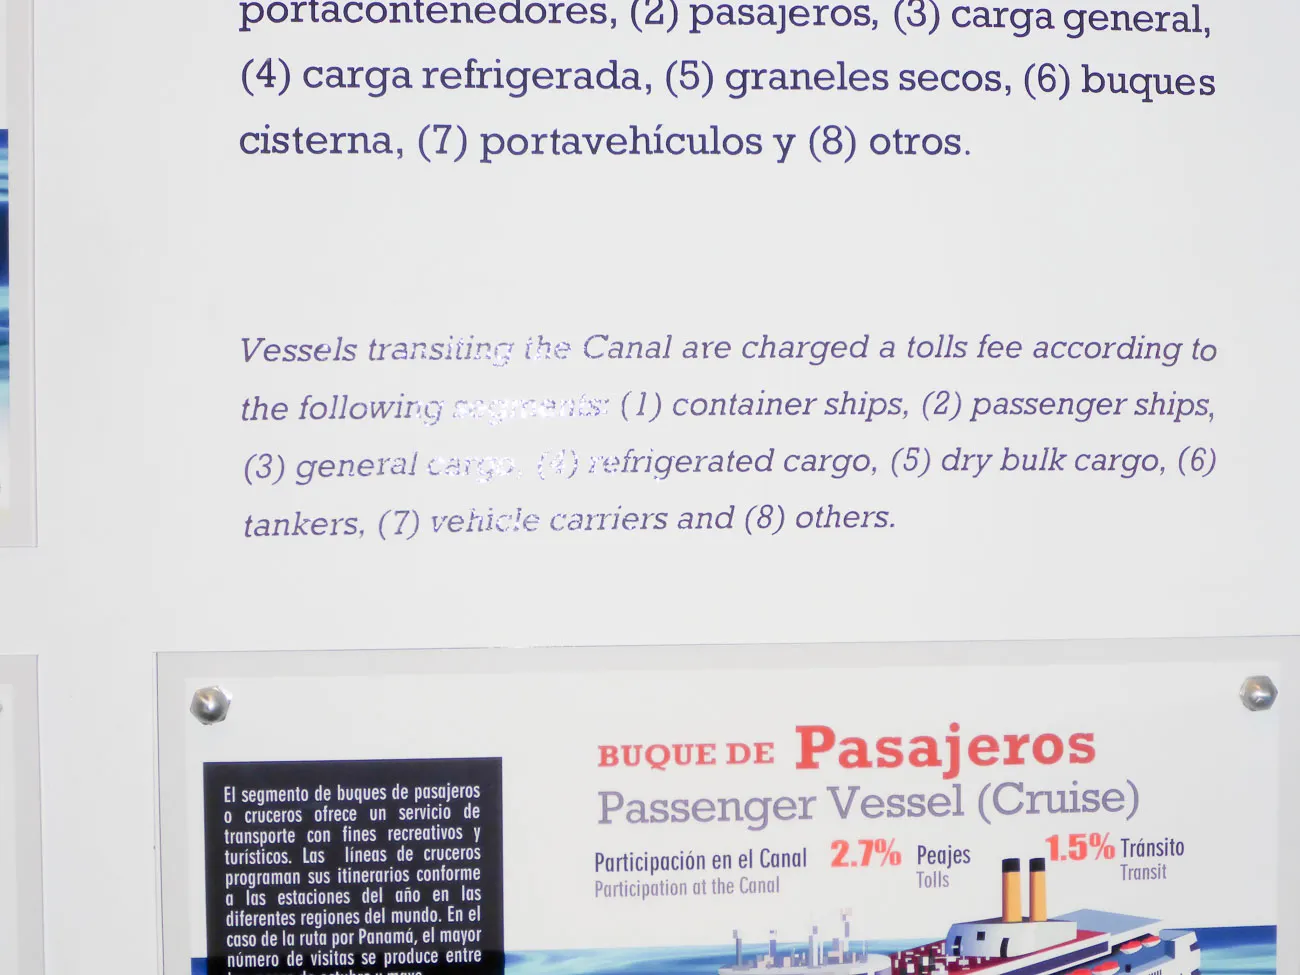 portacontenedores, (2) pasajeros, (3) carga general,
(4) carga refrigerada, (5) graneles secos, (6) buques
cisterna, (7) portavehículos y (8) otros.
Vessels transiting the Canal are charged a tolls fee according to
the following segments: (1) container ships, (2) passenger ships,
(3) general cargo, (4) refrigerated cargo, (5) dry bulk cargo, (6)
tankers, (7) vehicle carriers and (8) others.
BUQUE DE Pasajeros
Passenger Vessel (Cruise)
Participación en el Canal 2.7% Peajes 1.5% Tránsito
Participation at the Canal Tolls Transit
El segmento de buques de pasajeros
o cruceros ofrece un servicio de
transporte con fines recreativos y
turísticos. Las líneas de cruceros
programan sus itinerarios conforme
a las estaciones del año en las
diferentes regiones del mundo. En el
caso de la ruta por Panamá, el mayor
número de visitas se produce entre